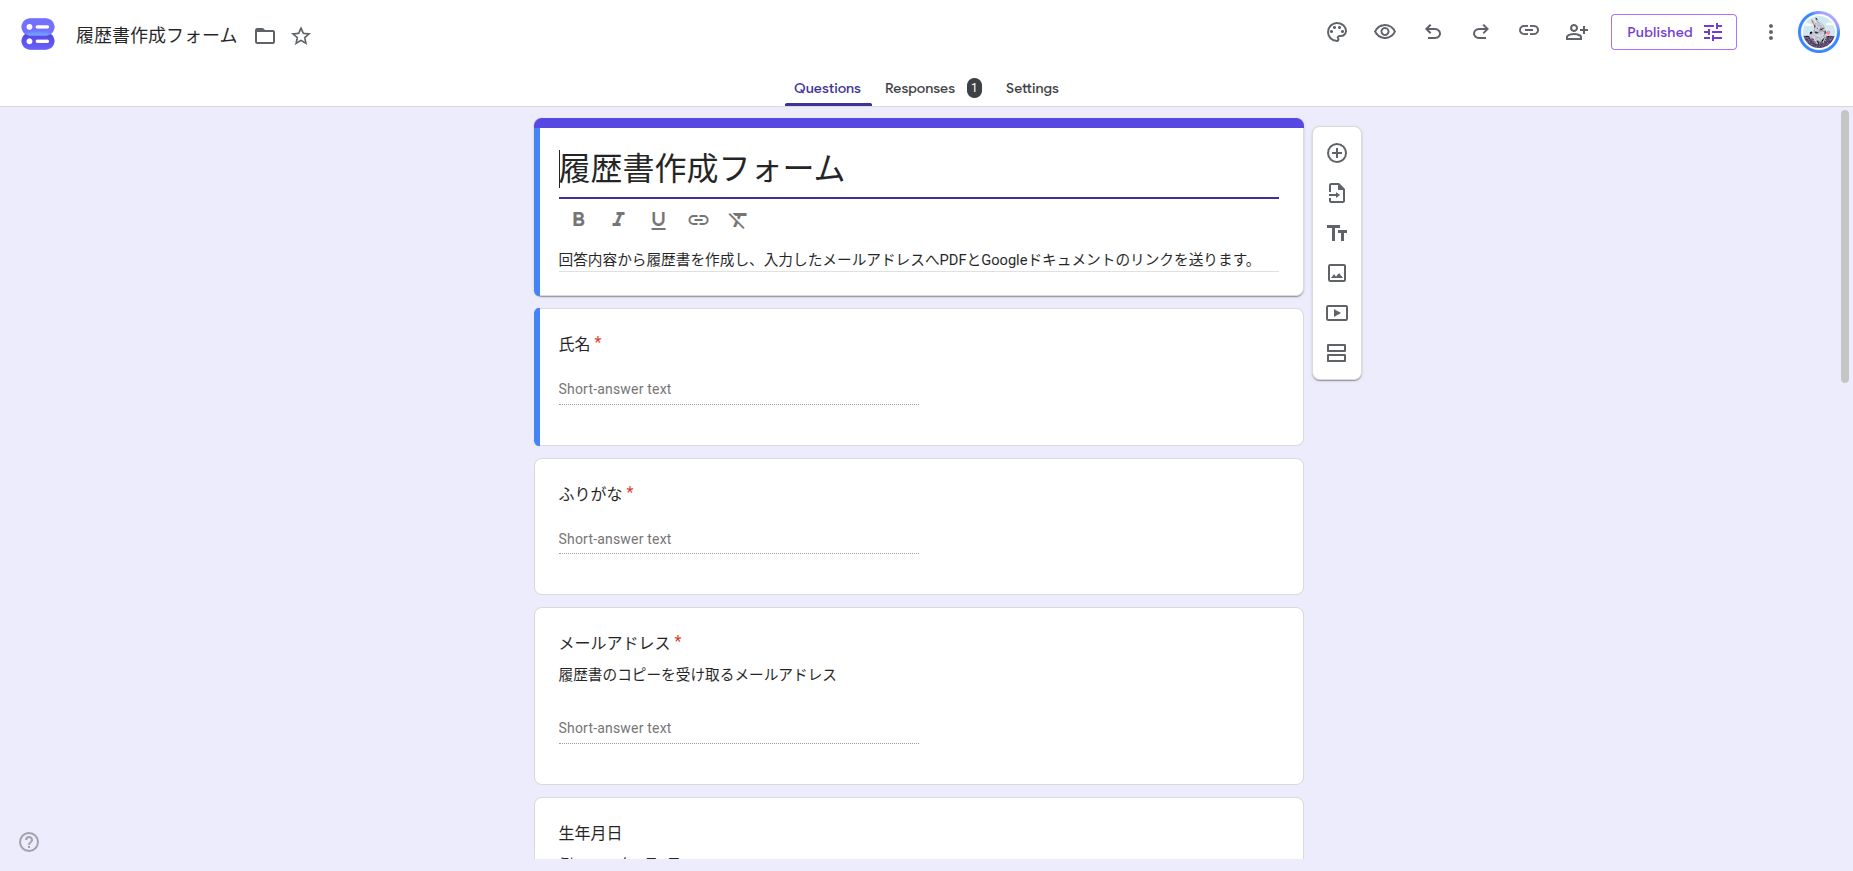 履歴書作成フォーム
Published
Questions
Responses 1
Settings
履歴書作成フォーム
B I U
回答内容から履歴書を作成し、入力したメールアドレスへPDFとGoogleドキュメントのリンクを送ります。
氏名 *
Short-answer text
ふりがな *
Short-answer text
メールアドレス *
履歴書のコピーを受け取るメールアドレス
Short-answer text
生年月日